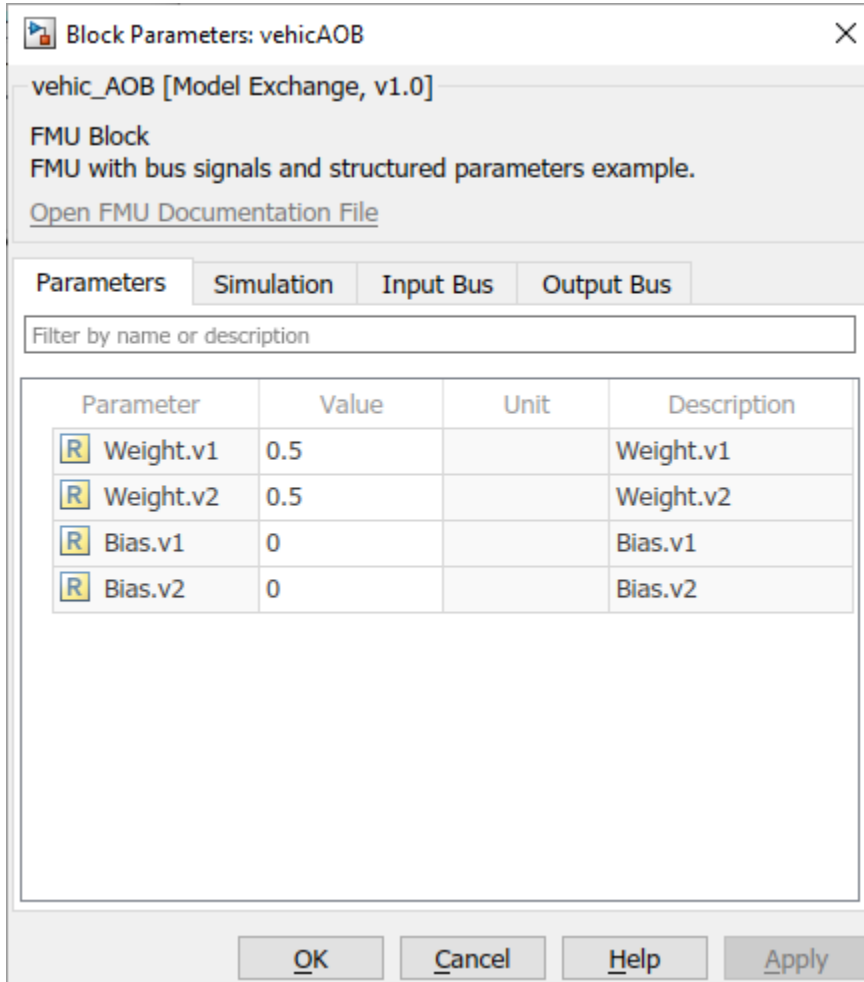 Block Parameters: vehicAOB
vehic_AOB [Model Exchange, v1.0]
FMU Block
FMU with bus signals and structured parameters example.
Open FMU Documentation File
Parameters Simulation Input Bus Output Bus
Filter by name or description
Parameter Value Unit Description
R Weight.v1 0.5 Weight.v1
R Weight.v2 0.5 Weight.v2
R Bias.v1 0 Bias.v1
R Bias.v2 0 Bias.v2
OK Cancel Help Apply